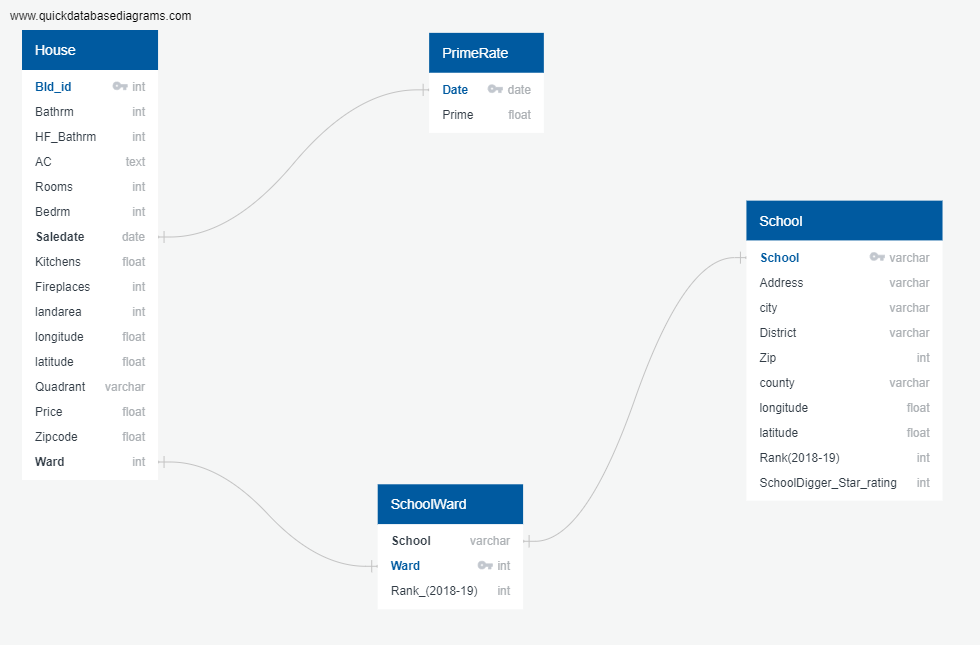 www.quickdatabasediagrams.com
House
Bld_id int
Bathrm int
HF_Bathrm int
AC text
Rooms int
Bedrm int
Saledate date
Kitchens float
Fireplaces int
landarea int
longitude float
latitude float
Quadrant varchar
Price float
Zipcode float
Ward int
PrimeRate
Date date
Prime float
School
School varchar
Address varchar
city varchar
District varchar
Zip int
county varchar
longitude float
latitude float
Rank(2018-19) int
SchoolDigger_Star_rating int
SchoolWard
School varchar
Ward int
Rank_(2018-19) int